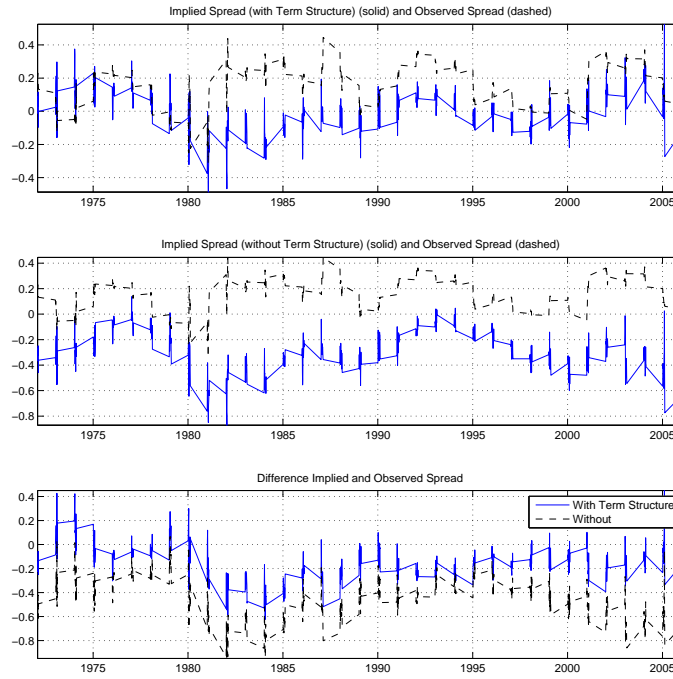 Implied Spread (with Term Structure) (solid) and Observed Spread (dashed)
0.4
0.2
0
−0.2
−0.4
1975 1980 1985 1990 1995 2000 2005
Implied Spread (without Term Structure) (solid) and Observed Spread (dashed)
0.4
0.2
0
−0.2
−0.4
−0.6
−0.8
1975 1980 1985 1990 1995 2000 2005
Difference Implied and Observed Spread
0.4
0.2
0
−0.2
−0.4
−0.6
−0.8
With Term Structure
Without
1975 1980 1985 1990 1995 2000 2005